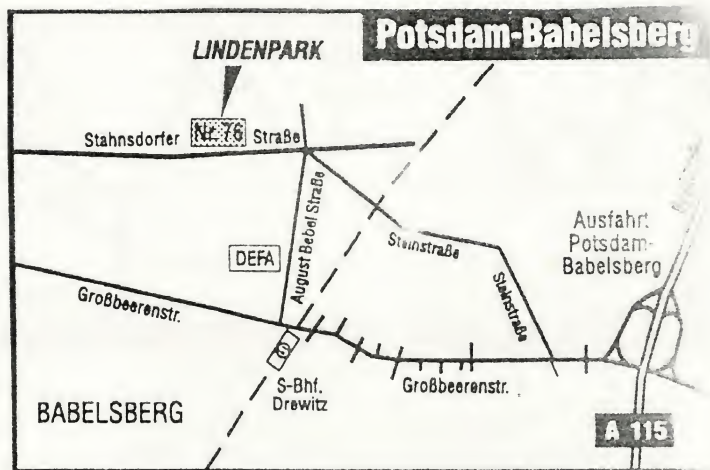 Potsdam-Babelsberg
LINDENPARK
Stahnsdorfer Nr. 76 Straße
August Bebel Straße
DEFA
Steinstraße
Steinstraße
Ausfahrt
Potsdam-
Babelsberg
Großbeerenstr.
S
S-Bhf.
Drewitz
Großbeerenstr.
BABELSBERG
A 115